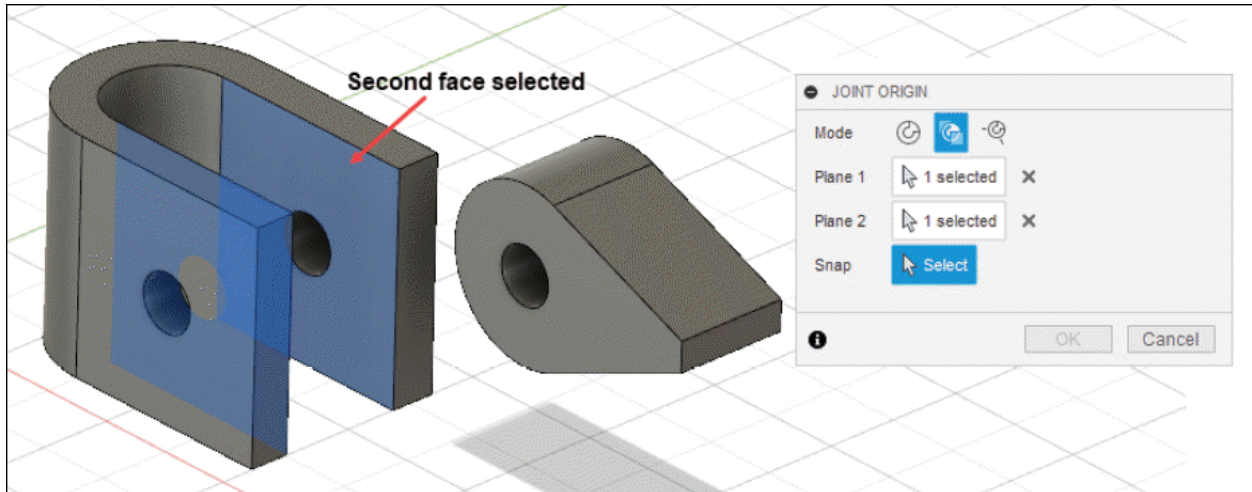 Second face selected
JOINT ORIGIN
Mode
Plane 1
1 selected
Plane 2
1 selected
Snap
Select
OK
Cancel